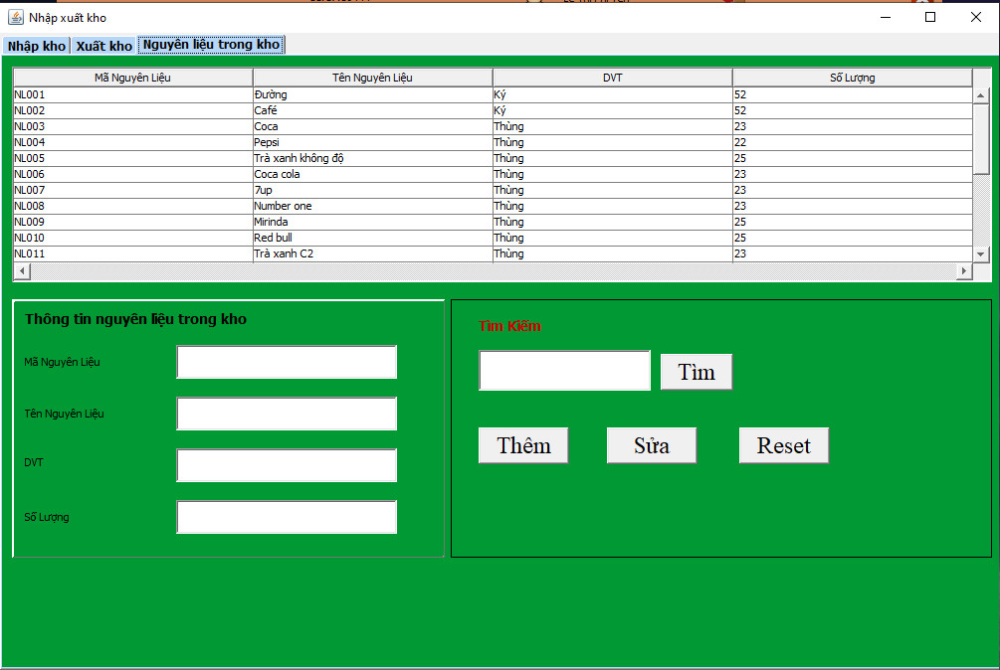 Nhập xuất kho
Nhập kho Xuất kho Nguyên liệu trong kho
Mã Nguyên Liệu Tên Nguyên Liệu DVT Số Lượng
NL001 Đường Ký 52
NL002 Café Ký 52
NL003 Coca Thùng 23
NL004 Pepsi Thùng 22
NL005 Trà xanh không độ Thùng 25
NL006 Coca cola Thùng 23
NL007 7up Thùng 23
NL008 Number one Thùng 23
NL009 Mirinda Thùng 25
NL010 Red bull Thùng 25
NL011 Trà xanh C2 Thùng 23
Thông tin nguyên liệu trong kho
Mã Nguyên Liệu
Tên Nguyên Liệu
DVT
Số Lượng
Tìm Kiếm
Tìm
Thêm Sửa Reset